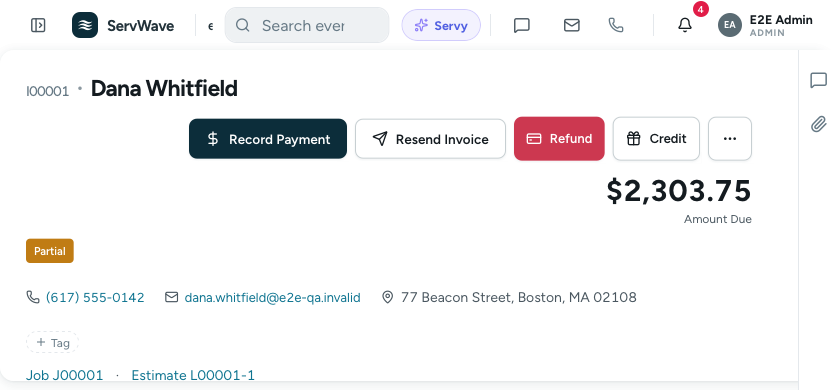 ServWave
Search ever
Servy
4
EA
E2E Admin
ADMIN
I00001 • Dana Whitfield
Record Payment
Resend Invoice
Refund
Credit
$2,303.75
Amount Due
Partial
(617) 555-0142
dana.whitfield@e2e-qa.invalid
77 Beacon Street, Boston, MA 02108
+ Tag
Job J00001 · Estimate L00001-1